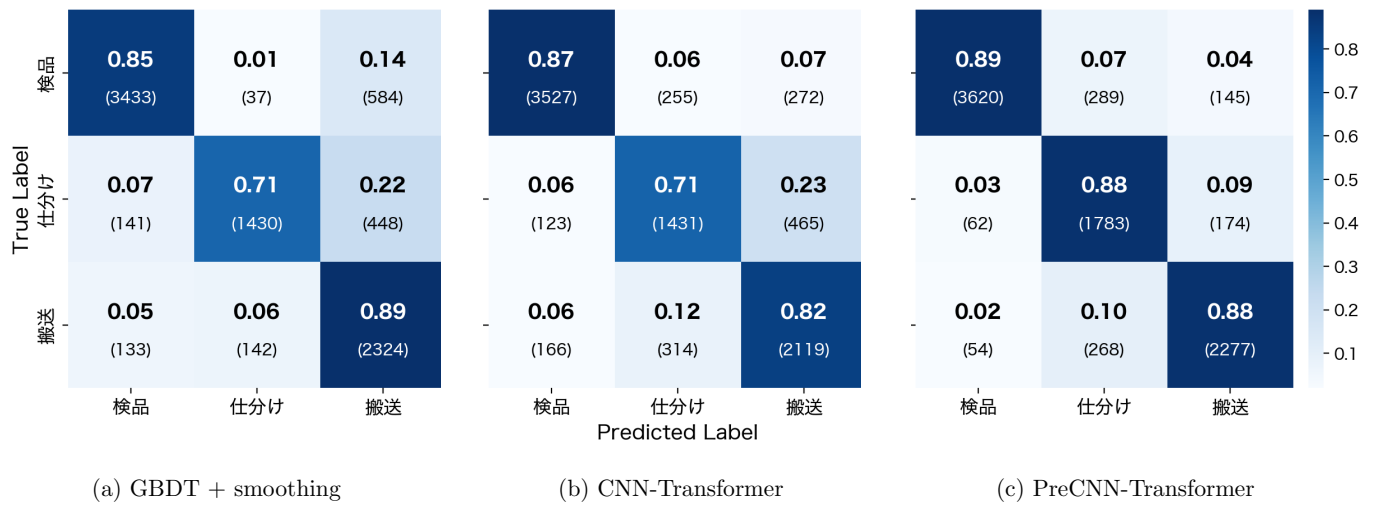 0.85 0.01 0.14
(3433) (37) (584)
0.07 0.71 0.22
(141) (1430) (448)
0.05 0.06 0.89
(133) (142) (2324)
検品
仕分け
搬送
True Label
検品 仕分け 搬送
0.87 0.06 0.07
(3527) (255) (272)
0.06 0.71 0.23
(123) (1431) (465)
0.06 0.12 0.82
(166) (314) (2119)
検品 仕分け 搬送
Predicted Label
0.89 0.07 0.04
(3620) (289) (145)
0.03 0.88 0.09
(62) (1783) (174)
0.02 0.10 0.88
(54) (268) (2277)
検品 仕分け 搬送
0.8
0.7
0.6
0.5
0.4
0.3
0.2
0.1
(a) GBDT + smoothing
(b) CNN-Transformer
(c) PreCNN-Transformer